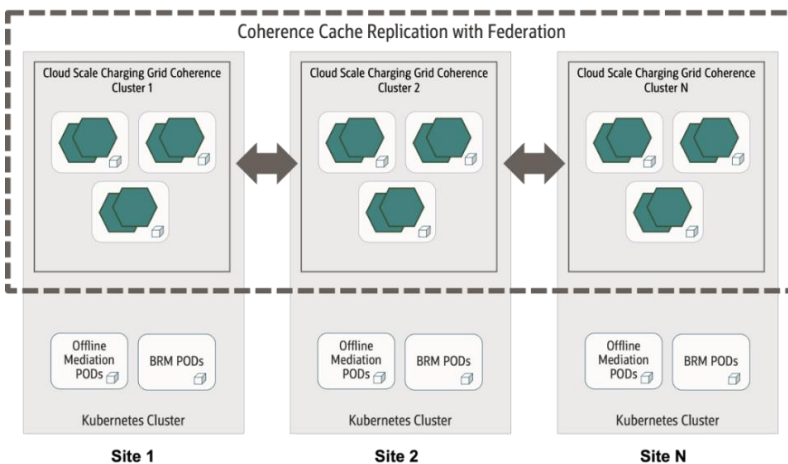 Coherence Cache Replication with Federation
Cloud Scale Charging Grid Coherence
Cluster 1
Cloud Scale Charging Grid Coherence
Cluster 2
Cloud Scale Charging Grid Coherence
Cluster N
Offline
Mediation
PODs
BRM PODs
Offline
Mediation
PODs
BRM PODs
Offline
Mediation
PODs
BRM PODs
Kubernetes Cluster
Kubernetes Cluster
Kubernetes Cluster
Site 1
Site 2
Site N